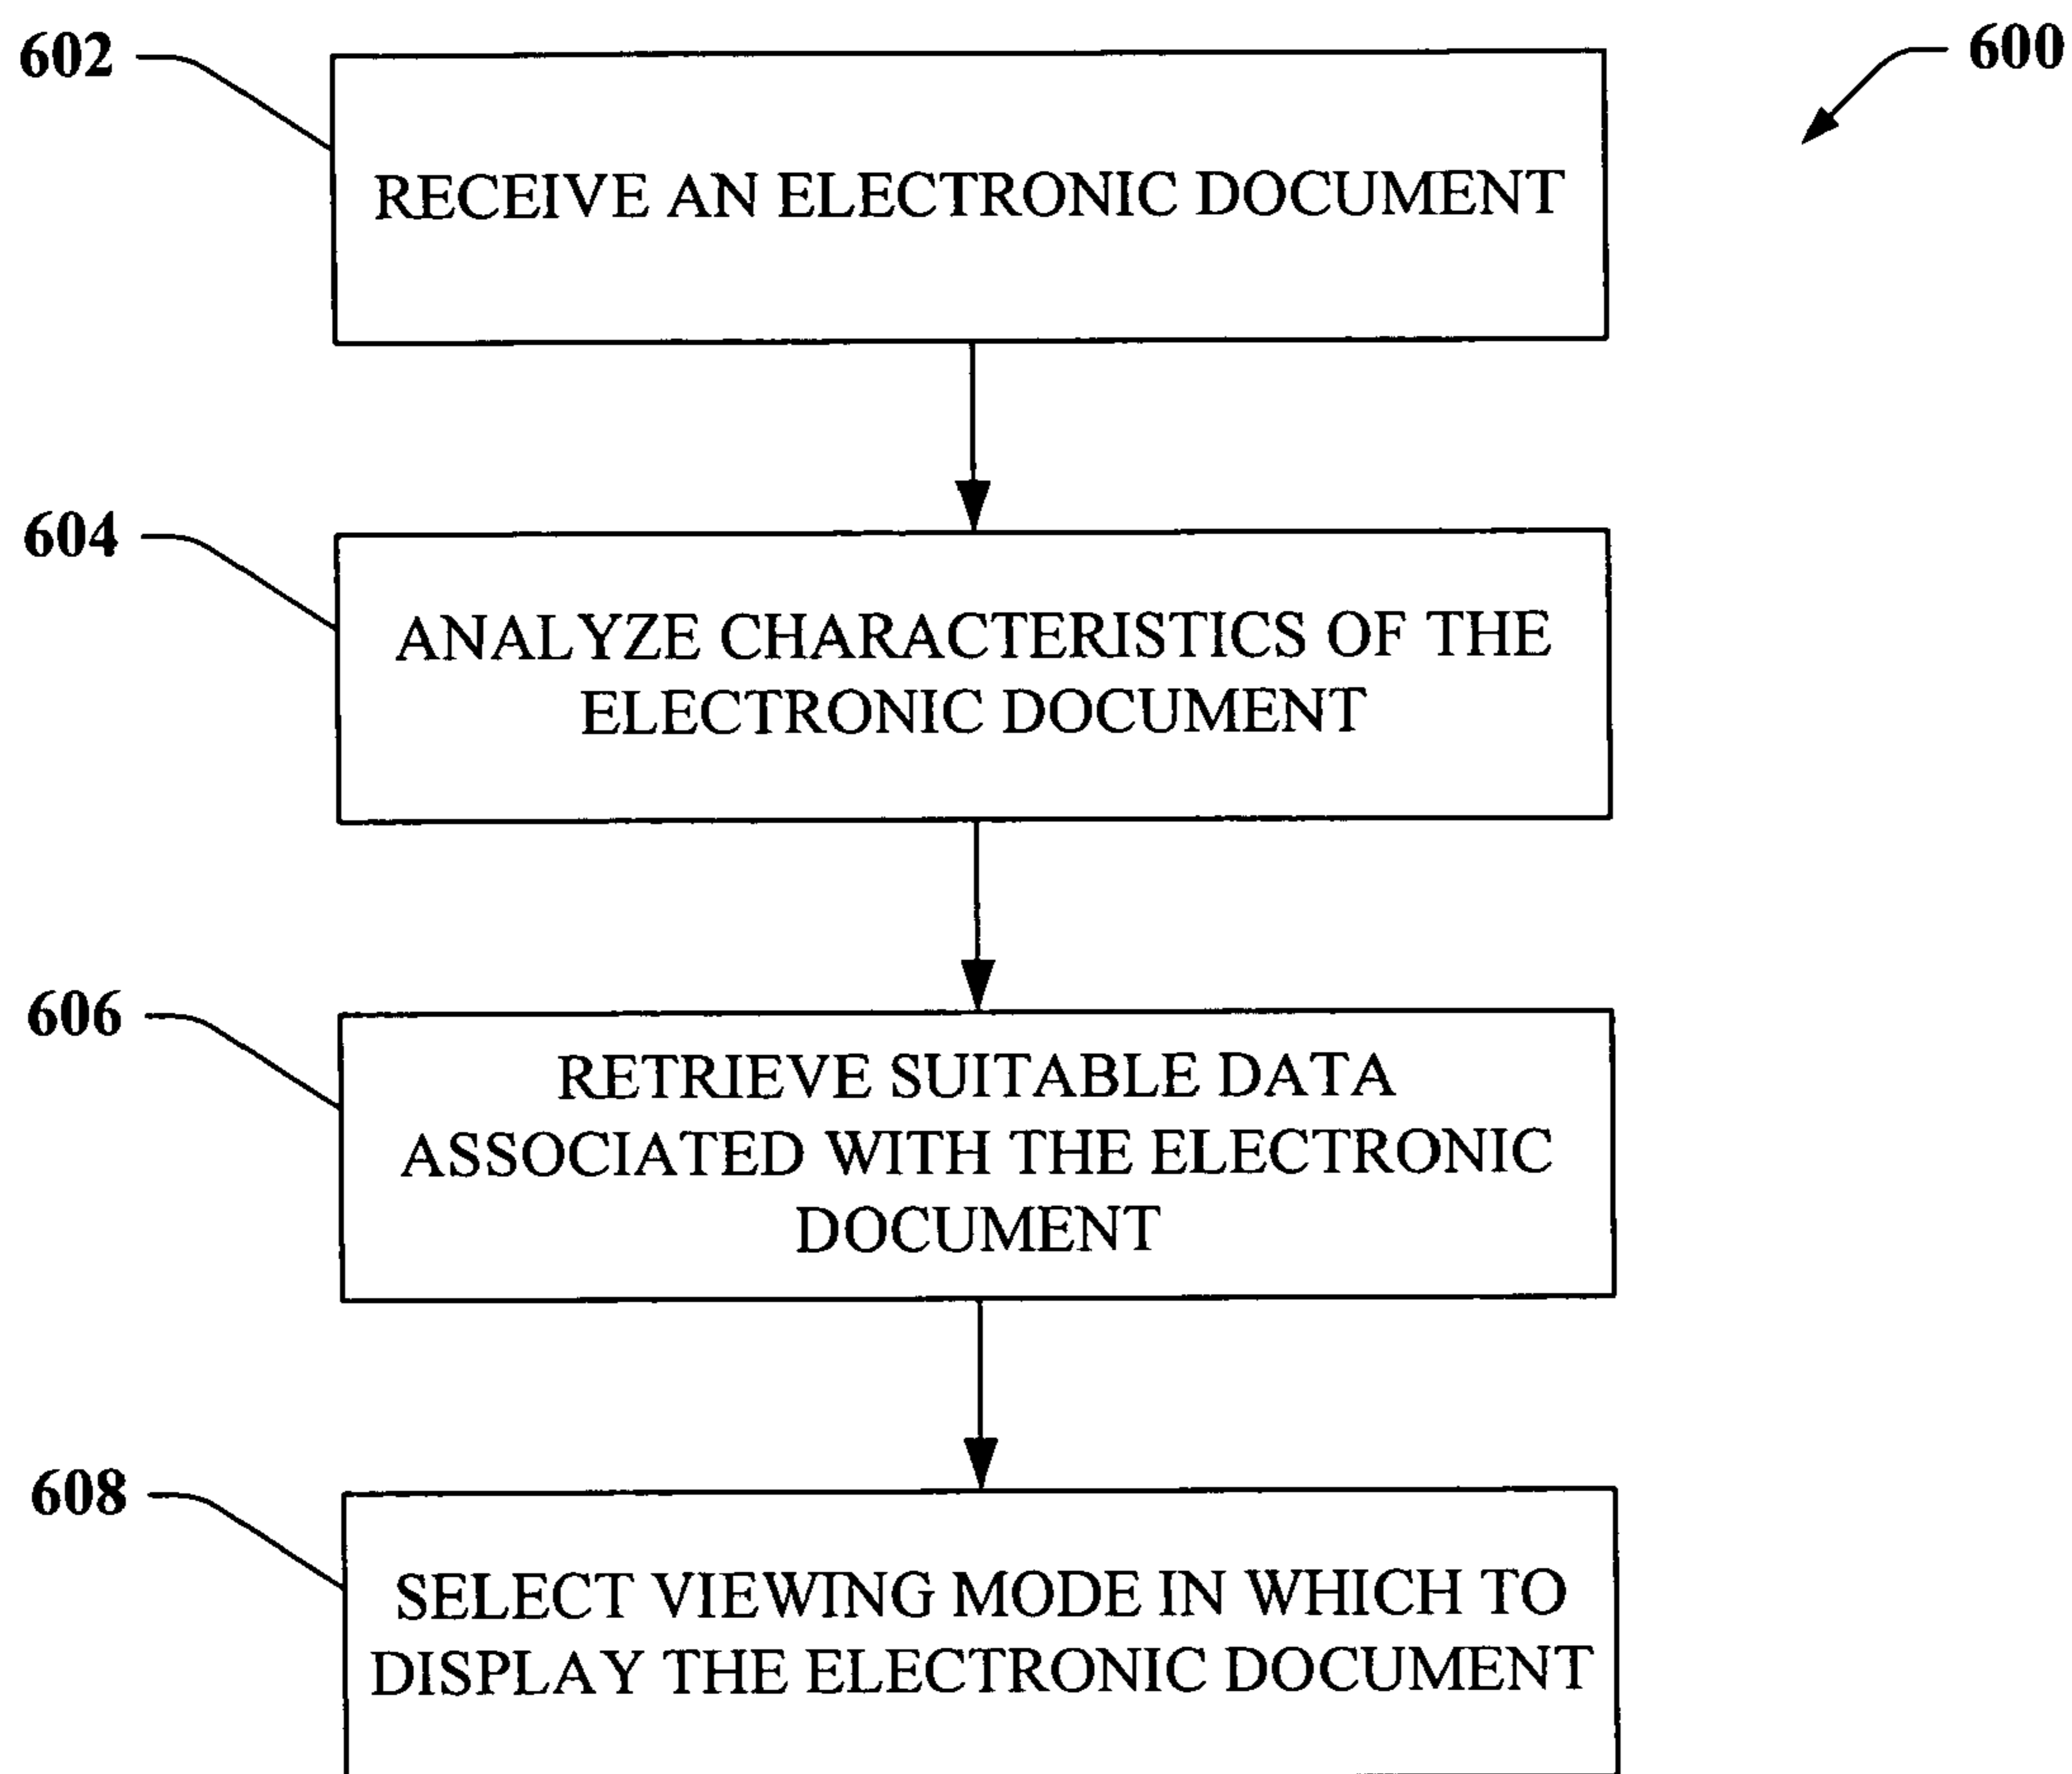 602
600
RECEIVE AN ELECTRONIC DOCUMENT
604
ANALYZE CHARACTERISTICS OF THE
ELECTRONIC DOCUMENT
606
RETRIEVE SUITABLE DATA
ASSOCIATED WITH THE ELECTRONIC
DOCUMENT
608
SELECT VIEWING MODE IN WHICH TO
DISPLAY THE ELECTRONIC DOCUMENT